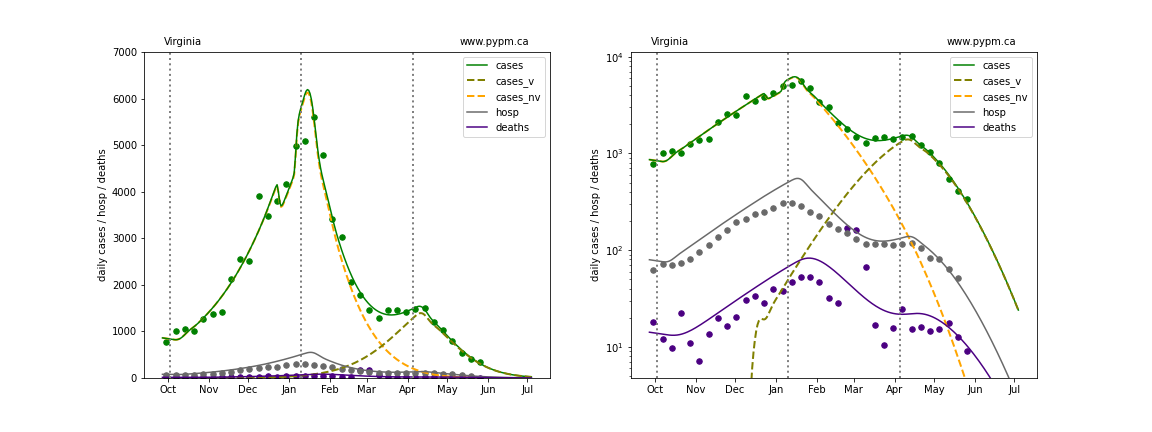 Virginia www.pypm.ca
7000
6000
5000
4000
3000
2000
1000
0
daily cases / hosp / deaths
cases
cases_v
cases_nv
hosp
deaths
Oct Nov Dec Jan Feb Mar Apr May Jun Jul
Virginia www.pypm.ca
10^4
10^3
10^2
10^1
daily cases / hosp / deaths
cases
cases_v
cases_nv
hosp
deaths
Oct Nov Dec Jan Feb Mar Apr May Jun Jul